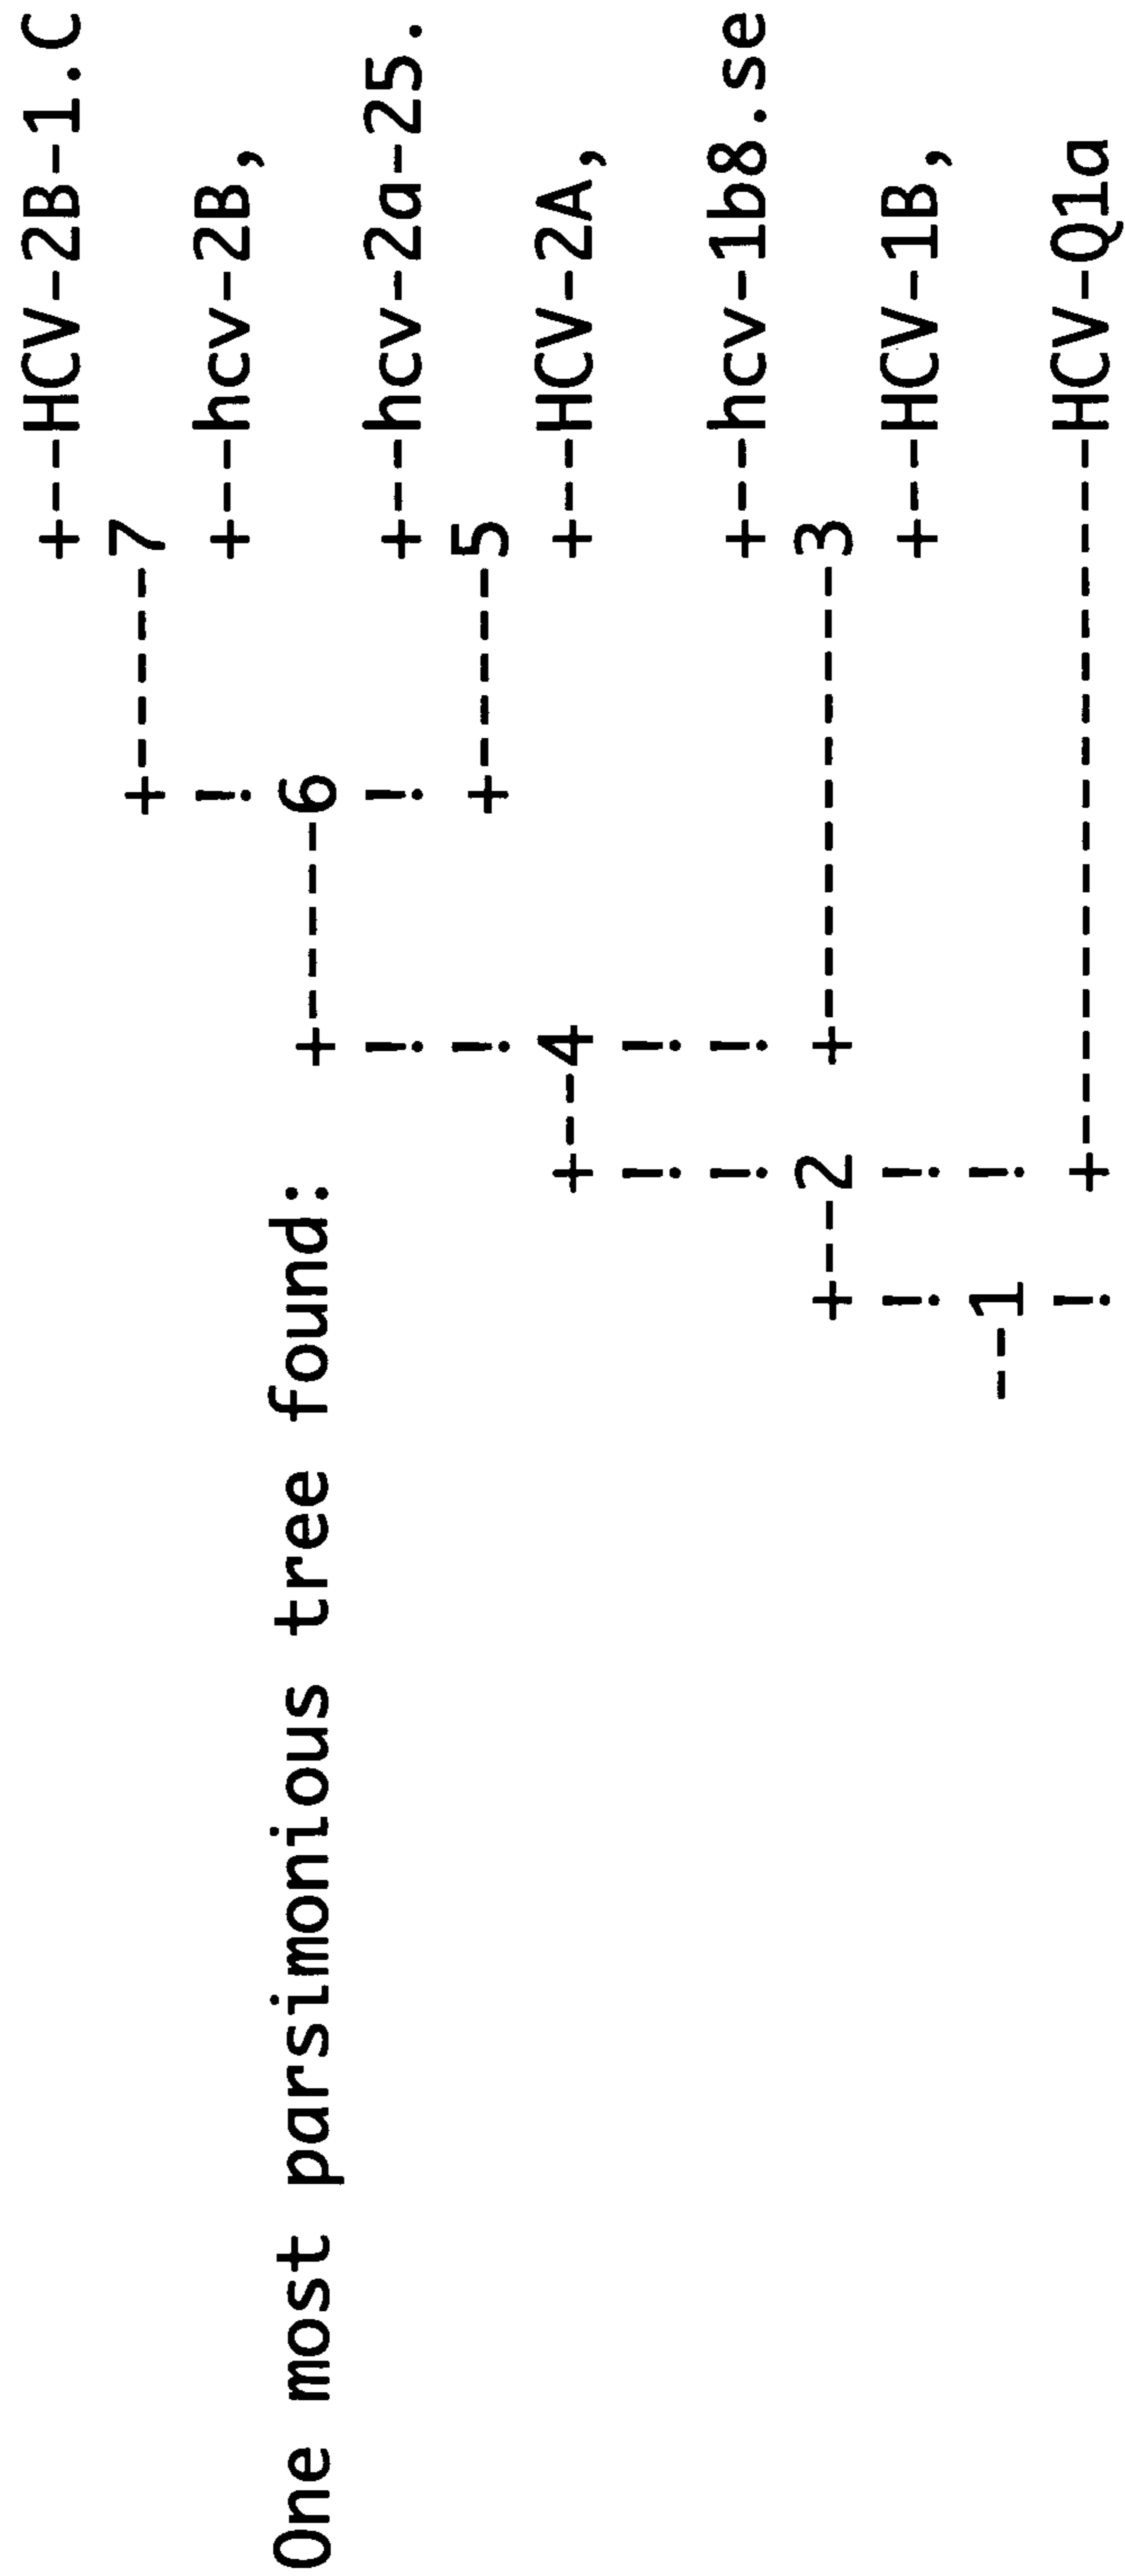 +--HCV-2B-1.C
+-----7
! +--hcv-2B,
One most parsimonious tree found: +-----6
! ! +--hcv-2a-25.
! +-----5
+--4 +--HCV-2A,
! !
! ! +--hcv-1b8.se
+--2 +-----------3
! ! +--HCV-1B,
--1 !
! +-----------------HCV-Q1a